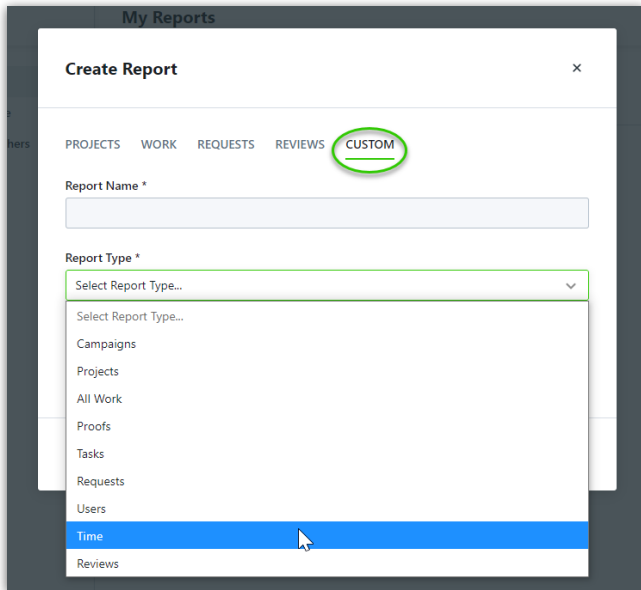 My Reports
Create Report
×
e
hers
PROJECTS WORK REQUESTS REVIEWS CUSTOM
Report Name *
Report Type *
Select Report Type...
Select Report Type...
Campaigns
Projects
All Work
Proofs
Tasks
Requests
Users
Time
Reviews